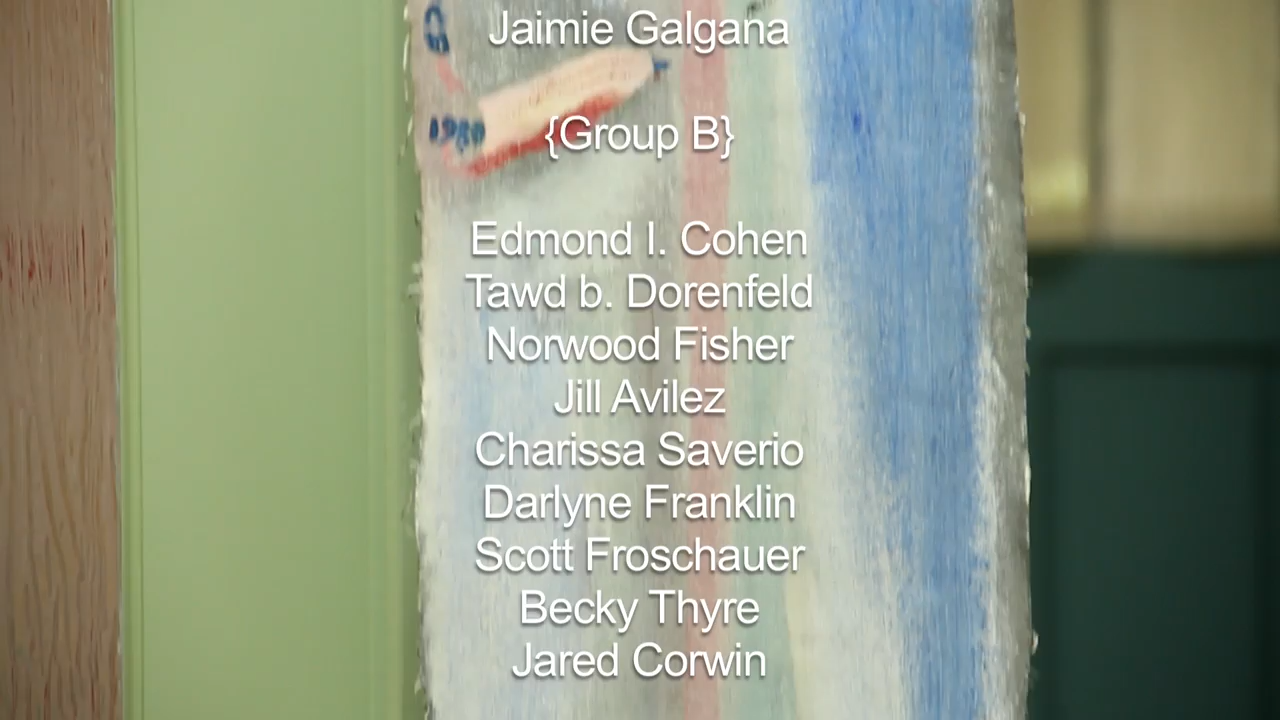 G
Jaimie Galgana
1980
{Group B}
Edmond l. Cohen
Tawd b. Dorenfeld
Norwood Fisher
Jill Avilez
Charissa Saverio
Darlyne Franklin
Scott Froschauer
Becky Thyre
Jared Corwin